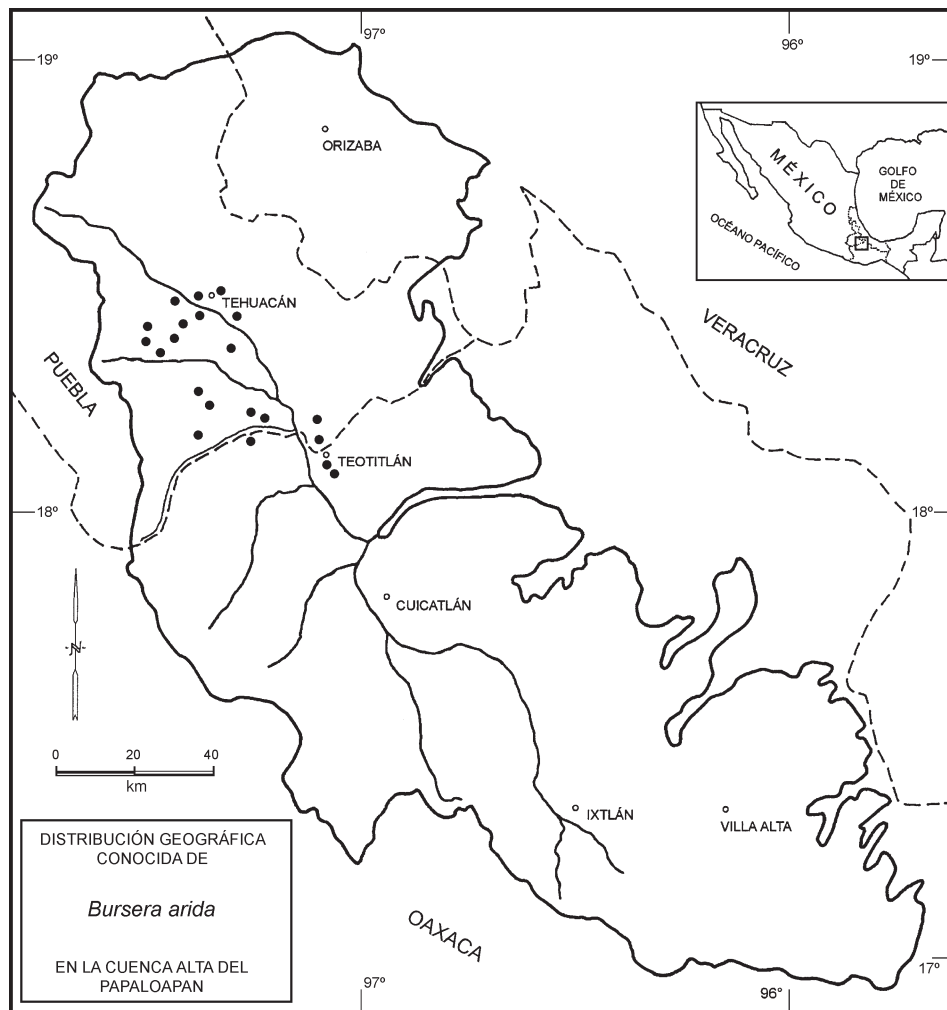 97º
96º
19º
19º
ORIZABA
MÉXICO
GOLFO
DE
MÉXICO
OCÉANO PACÍFICO
TEHUACÁN
VERACRUZ
PUEBLA
TEOTITLÁN
18º
18º
CUICATLÁN
N
0 20 40
km
IXTLÁN
VILLA ALTA
DISTRIBUCIÓN GEOGRÁFICA
CONOCIDA DE
Bursera arida
EN LA CUENCA ALTA DEL
PAPALOAPAN
OAXACA
17º
97º
96º